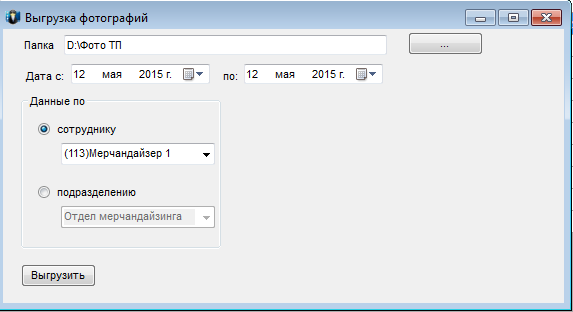 Выгрузка фотографий
Папка D:\Фото ТП ...
Дата с: 12 мая 2015 г. по: 12 мая 2015 г.
Данные по
сотруднику
(113)Мерчандайзер 1
подразделению
Отдел мерчандайзинга
Выгрузить